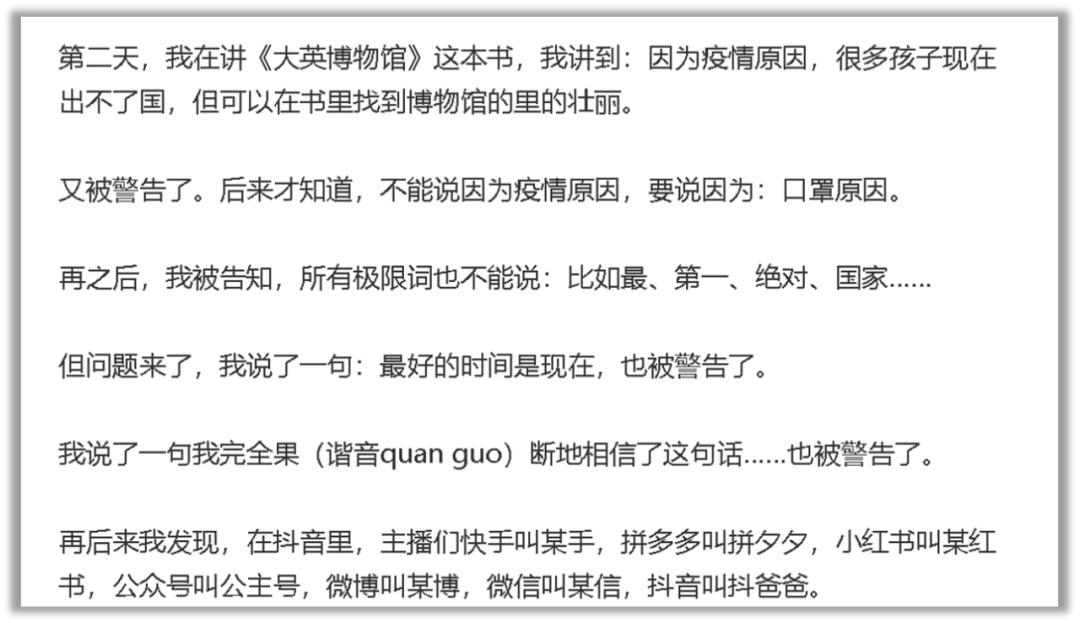 第二天，我在讲《大英博物馆》这本书，我讲到：因为疫情原因，很多孩子现在
出不了国，但可以在书里找到博物馆的里的壮丽。
又被警告了。后来才知道，不能说因为疫情原因，要说因为：口罩原因。
再之后，我被告知，所有极限词也不能说：比如最、第一、绝对、国家……
但问题来了，我说了一句：最好的时间是现在，也被警告了。
我说了一句我完全果（谐音quan guo）断地相信了这句话……也被警告了。
再后来我发现，在抖音里，主播们快手叫某手，拼多多叫拼夕夕，小红书叫某红
书，公众号叫公主号，微博叫某博，微信叫某信，抖音叫抖爸爸。